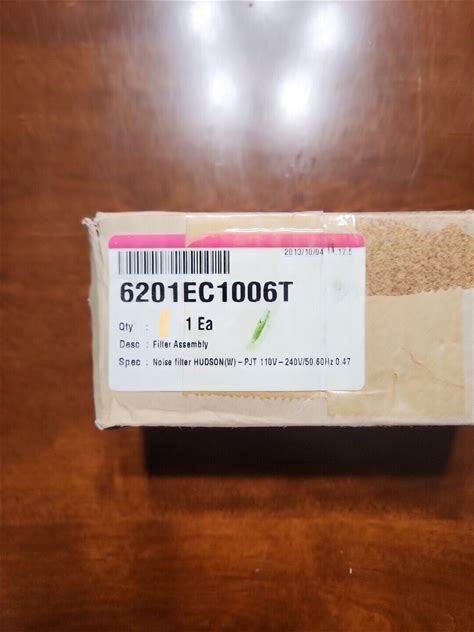 2013/10/04
6201EC1006T
Qty : 1 Ea
Desc : Filter Assembly
Spec : Noise filter HUDSON(W) - PJT 110V - 240V/50.60Hz 0.47